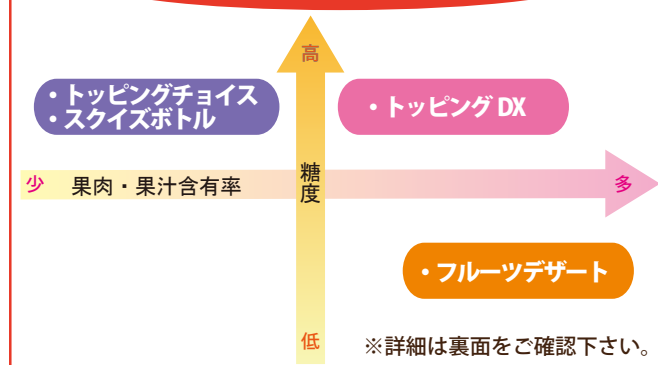 高
・トッピングチョイス
・スクイズボトル
・トッピング DX
少
果肉・果汁含有率
糖度
多
・フルーツデザート
低
※詳細は裏面をご確認下さい。